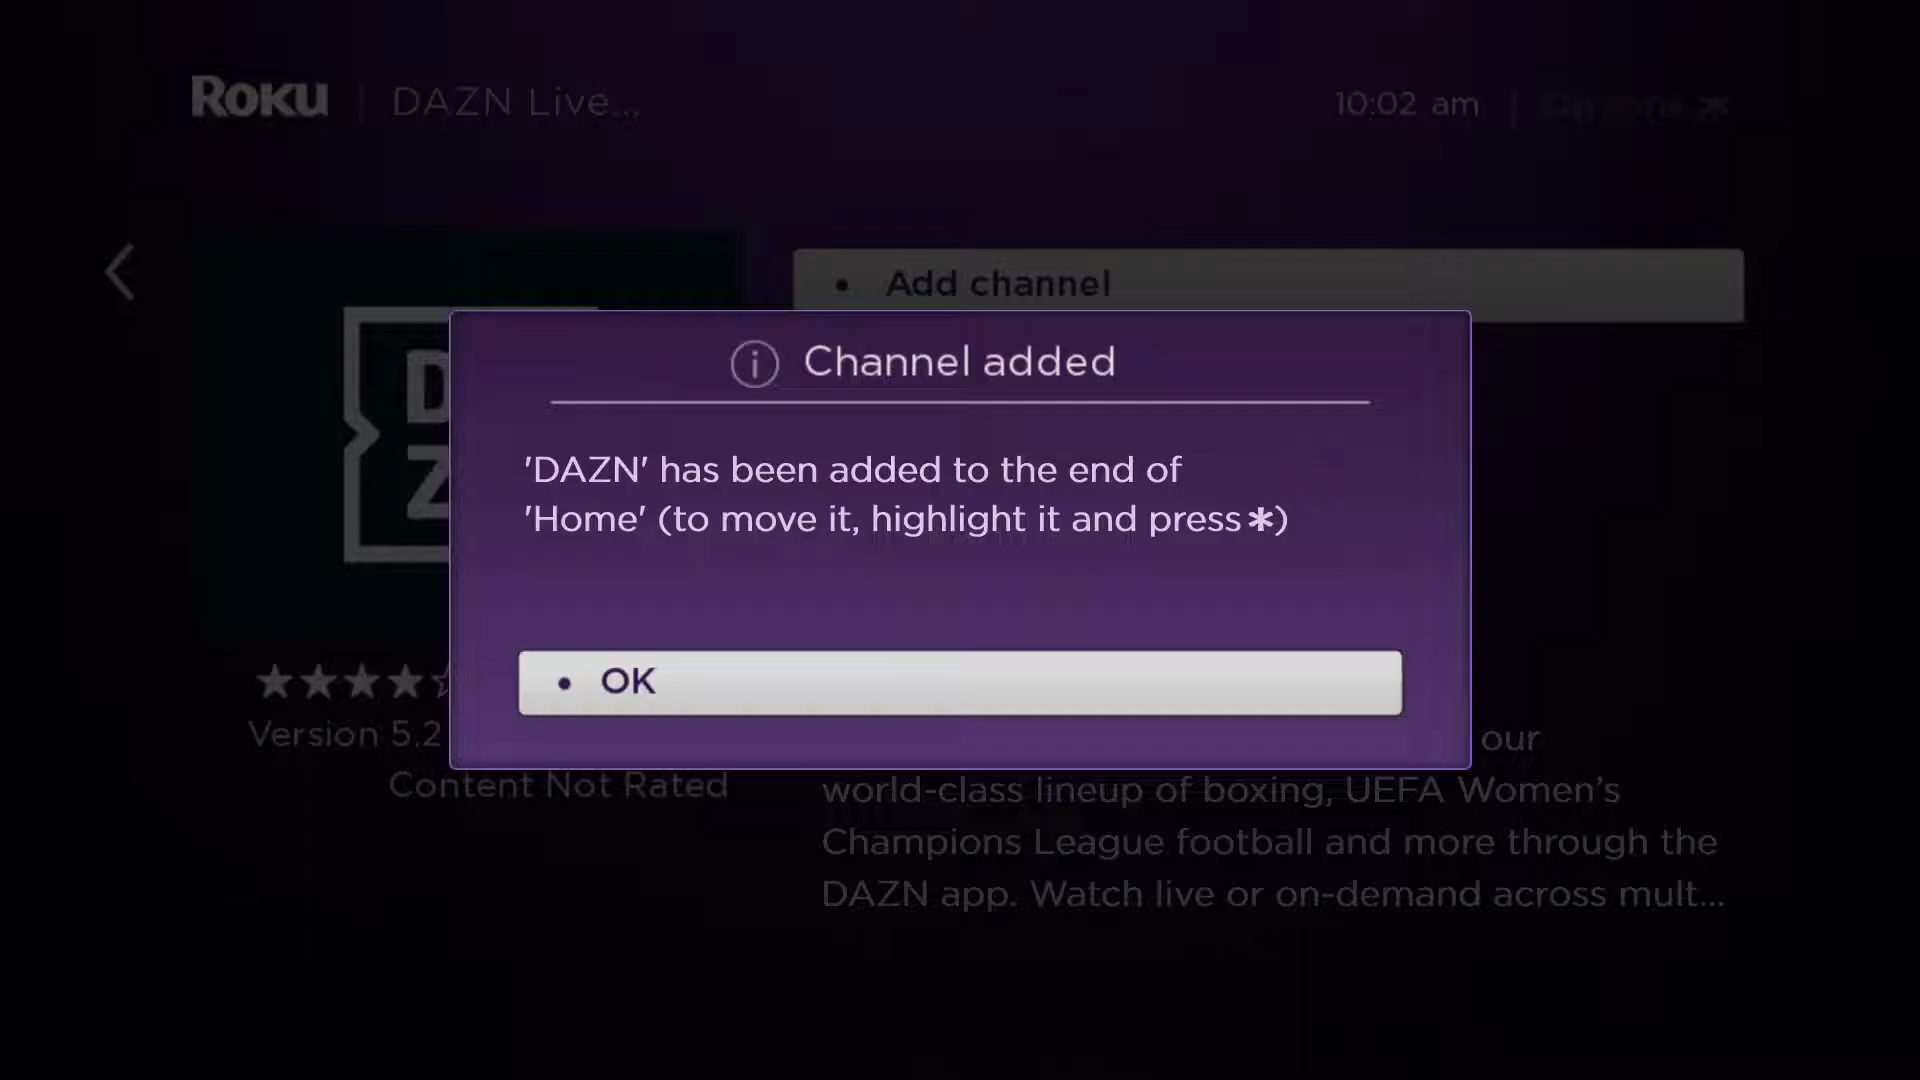 Roku | DAZN Live...
10:02 am | Options *
Add channel
Channel added
'DAZN' has been added to the end of
'Home' (to move it, highlight it and press *)
OK
D
Z
Version 5.2
Content Not Rated
our
world-class lineup of boxing, UEFA Women's
Champions League football and more through the
DAZN app. Watch live or on-demand across mult...